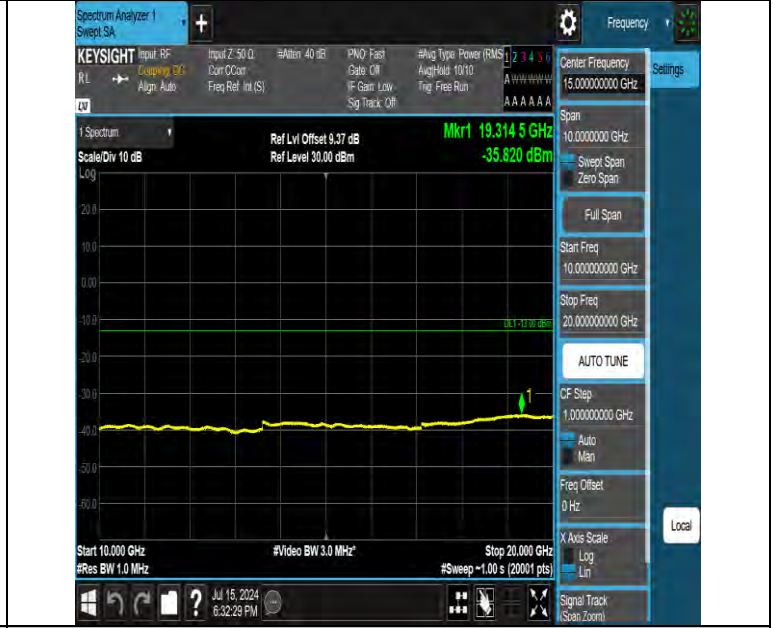 Spectrum Analyzer 1
Swept SA
+
Frequency
KEYSIGHT
RL
Input: RF
Coupling: DC
Align: Auto
Input Z: 50 Ω
Corr CCorr
Freq Ref: Int (S)
#Atten: 40 dB
PNO: Fast
Gate: Off
IF Gain: Low
Sig Track: Off
#Avg Type: Power (RMS
Avg|Hold: 10/10
Trig: Free Run
1 2 3 4 5 6
A W W W W W
A A A A A A
1 Spectrum
Scale/Div 10 dB
Log
Ref Lvl Offset 9.37 dB
Ref Level 30.00 dBm
Mkr1 19.314 5 GHz
-35.820 dBm
20.0
10.0
0.00
-10.0
DL1 -13.00 dBm
-20.0
-30.0
1
-40.0
-50.0
-60.0
Start 10.000 GHz
#Res BW 1.0 MHz
#Video BW 3.0 MHz*
Stop 20.000 GHz
#Sweep ~1.00 s (20001 pts)
Jul 15, 2024
6:32:29 PM
Center Frequency
15.000000000 GHz
Settings
Span
10.0000000 GHz
Swept Span
Zero Span
Full Span
Start Freq
10.000000000 GHz
Stop Freq
20.000000000 GHz
AUTO TUNE
CF Step
1.000000000 GHz
Auto
Man
Freq Offset
0 Hz
X Axis Scale
Log
Lin
Signal Track
(Span Zoom)
Local